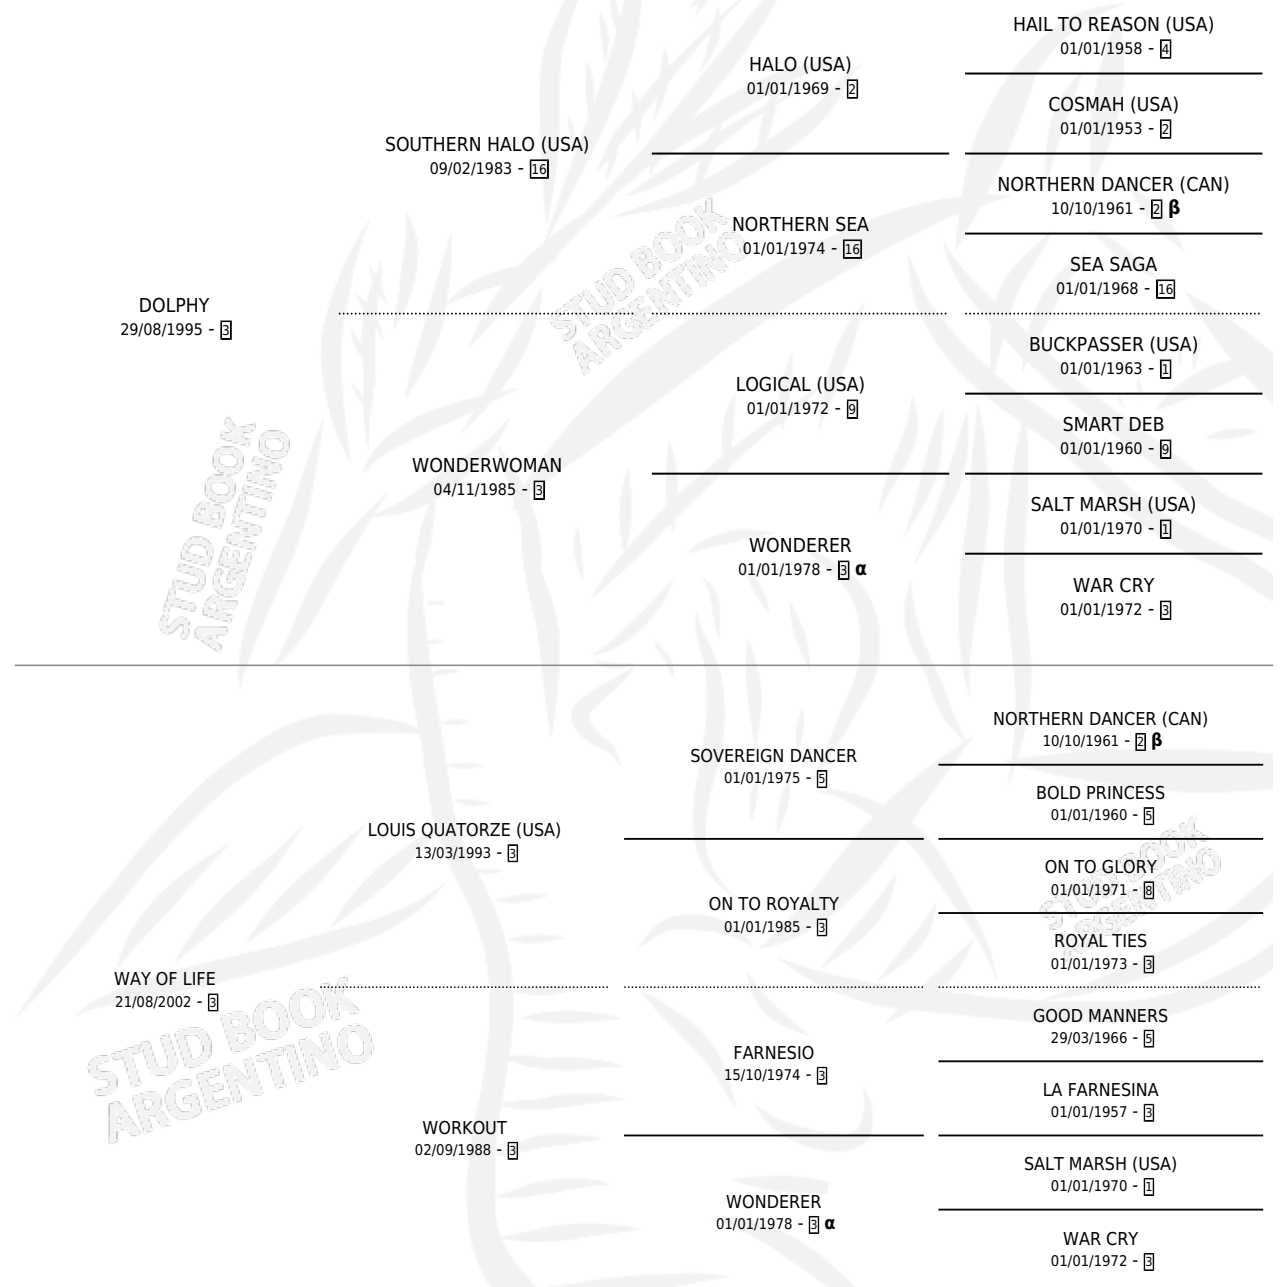 HAIL TO REASON (USA)
01/01/1958 - 4
HALO (USA)
01/01/1969 - 2
COSMAH (USA)
01/01/1953 - 2
SOUTHERN HALO (USA)
09/02/1983 - 16
NORTHERN DANCER (CAN)
10/10/1961 - 2 β
NORTHERN SEA
01/01/1974 - 16
SEA SAGA
01/01/1968 - 16
STUD BOOK
ARGENTINO
DOLPHY
29/08/1995 - 3
BUCKPASSER (USA)
01/01/1963 - 1
LOGICAL (USA)
01/01/1972 - 9
SMART DEB
01/01/1960 - 9
WONDERWOMAN
04/11/1985 - 3
SALT MARSH (USA)
01/01/1970 - 1
WONDERER
01/01/1978 - 3 α
WAR CRY
01/01/1972 - 3
STUD BOOK
ARGENTINO
NORTHERN DANCER (CAN)
10/10/1961 - 2 β
SOVEREIGN DANCER
01/01/1975 - 5
BOLD PRINCESS
01/01/1960 - 5
LOUIS QUATORZE (USA)
13/03/1993 - 3
ON TO GLORY
01/01/1971 - 8
ON TO ROYALTY
01/01/1985 - 3
ROYAL TIES
01/01/1973 - 3
STUD BOOK
ARGENTINO
WAY OF LIFE
21/08/2002 - 3
GOOD MANNERS
29/03/1966 - 5
FARNESIO
15/10/1974 - 3
LA FARNESINA
01/01/1957 - 3
STUD BOOK
ARGENTINO
WORKOUT
02/09/1988 - 3
SALT MARSH (USA)
01/01/1970 - 1
WONDERER
01/01/1978 - 3 α
WAR CRY
01/01/1972 - 3